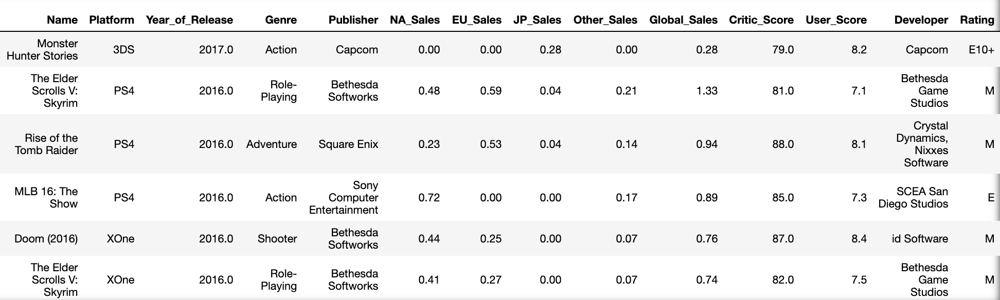 Name Platform Year_of_Release Genre Publisher NA_Sales EU_Sales JP_Sales Other_Sales Global_Sales Critic_Score User_Score Developer Rating
Monster Hunter Stories 3DS 2017.0 Action Capcom 0.00 0.00 0.28 0.00 0.28 79.0 8.2 Capcom E10+
The Elder Scrolls V: Skyrim PS4 2016.0 Role-Playing Bethesda Softworks 0.48 0.59 0.04 0.21 1.33 81.0 7.1 Bethesda Game Studios M
Rise of the Tomb Raider PS4 2016.0 Adventure Square Enix 0.23 0.53 0.04 0.14 0.94 88.0 8.1 Crystal Dynamics, Nixxes Software M
MLB 16: The Show PS4 2016.0 Action Sony Computer Entertainment 0.72 0.00 0.00 0.17 0.89 85.0 7.3 SCEA San Diego Studios E
Doom (2016) XOne 2016.0 Shooter Bethesda Softworks 0.44 0.25 0.00 0.07 0.76 87.0 8.4 id Software M
The Elder Scrolls V: Skyrim XOne 2016.0 Role-Playing Bethesda Softworks 0.41 0.27 0.00 0.07 0.74 82.0 7.5 Bethesda Game Studios M